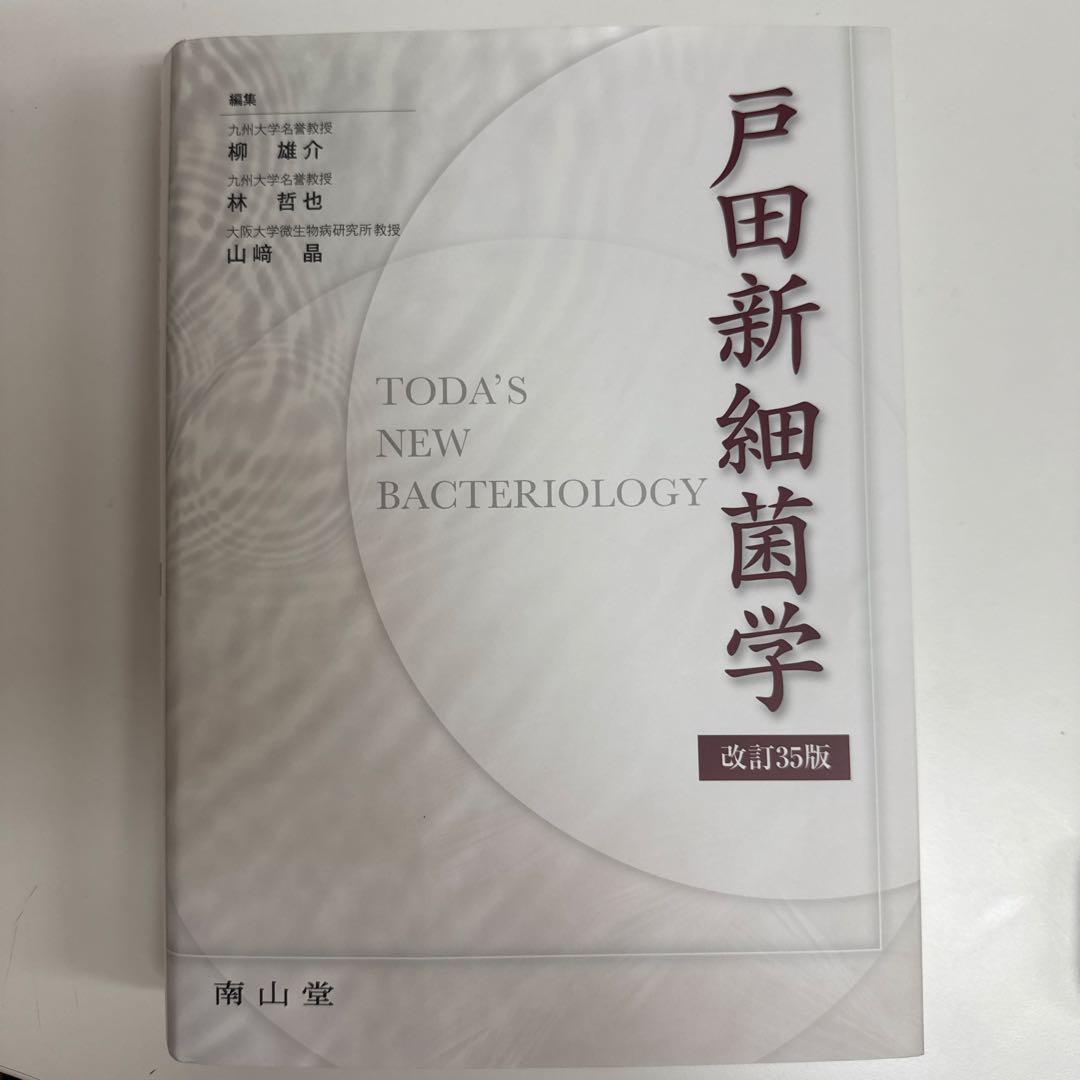 戸田新細菌学
改訂35版
TODA'S
NEW
BACTERIOLOGY
編集
九州大学名誉教授
柳 雄介
九州大学名誉教授
林 哲也
大阪大学微生物病研究所教授
山﨑 晶
南山堂